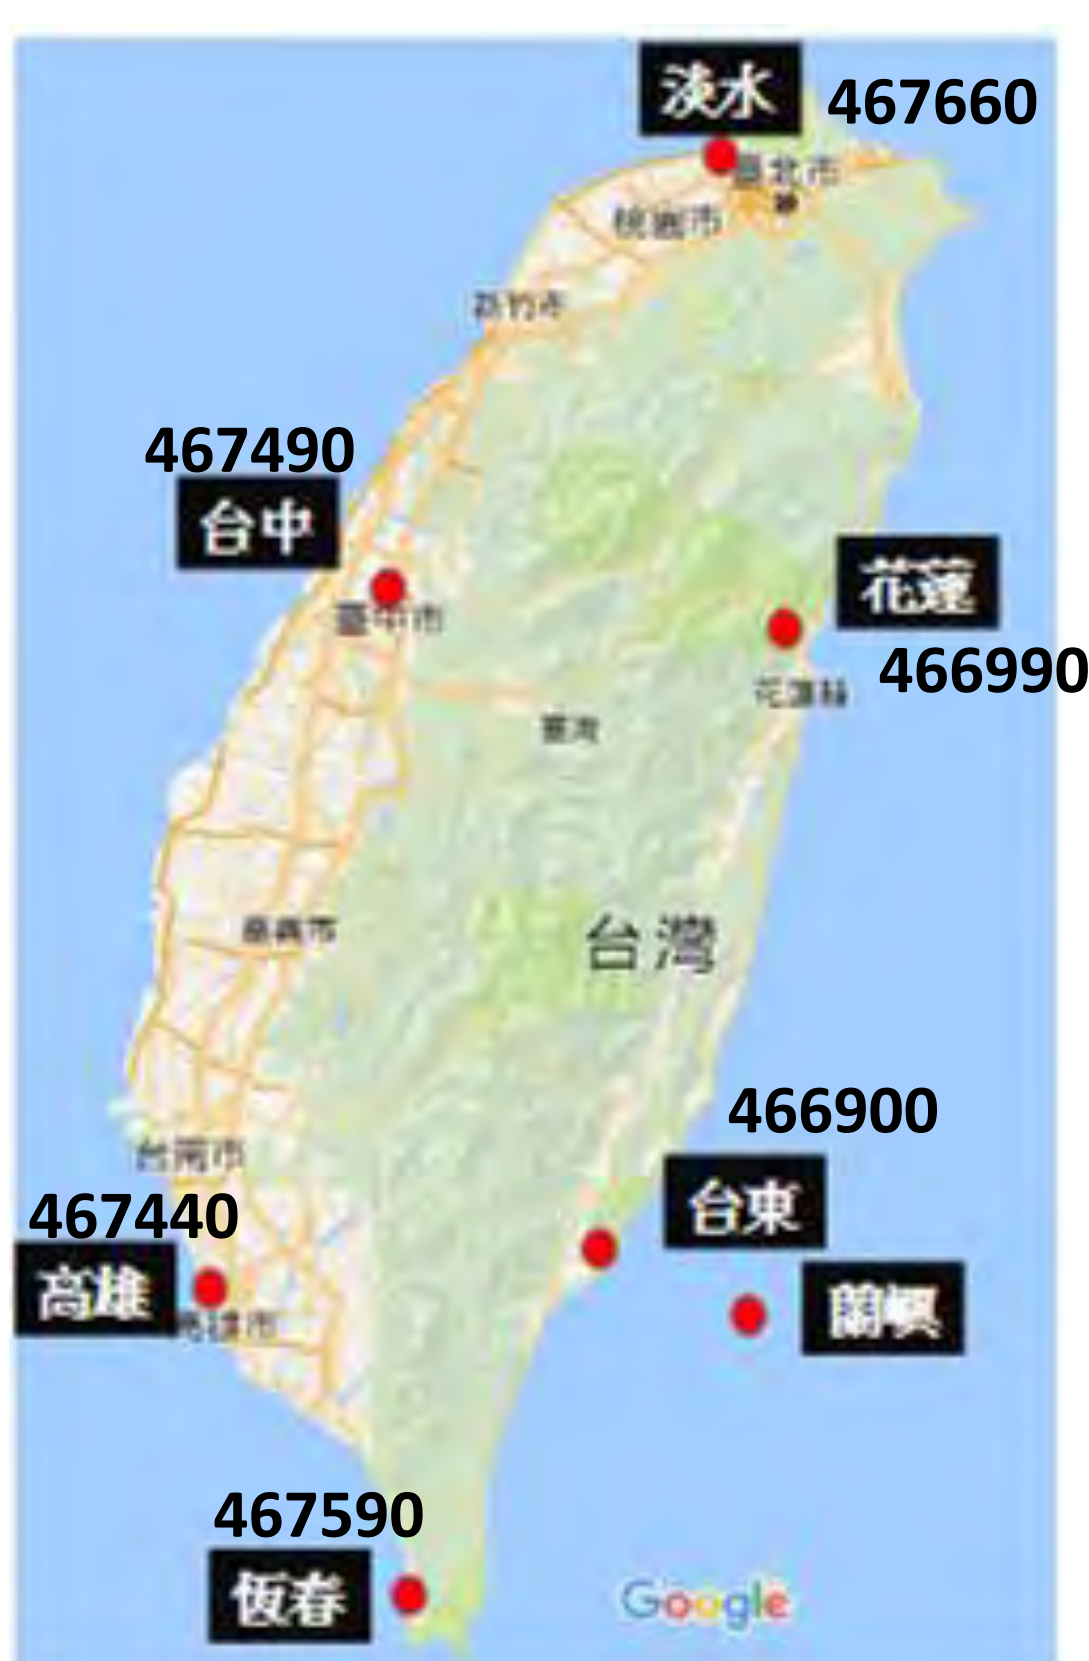 淡水
467660
臺北市
桃園市
新竹市
467490
台中
臺中市
花蓮
466990
花蓮縣
臺灣
嘉義市
台灣
466900
台南市
台東
467440
高雄
高雄市
蘭嶼
467590
恆春
Google